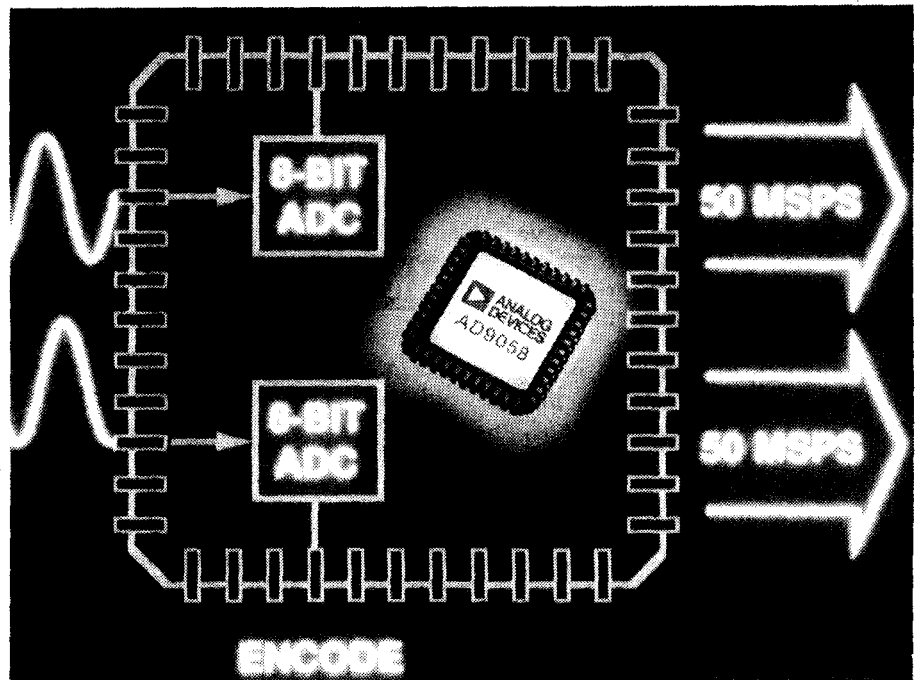 8-BIT
ADC
50 MSPS
ANALOG
DEVICES
AD9058
8-BIT
ADC
50 MSPS
ENCODE